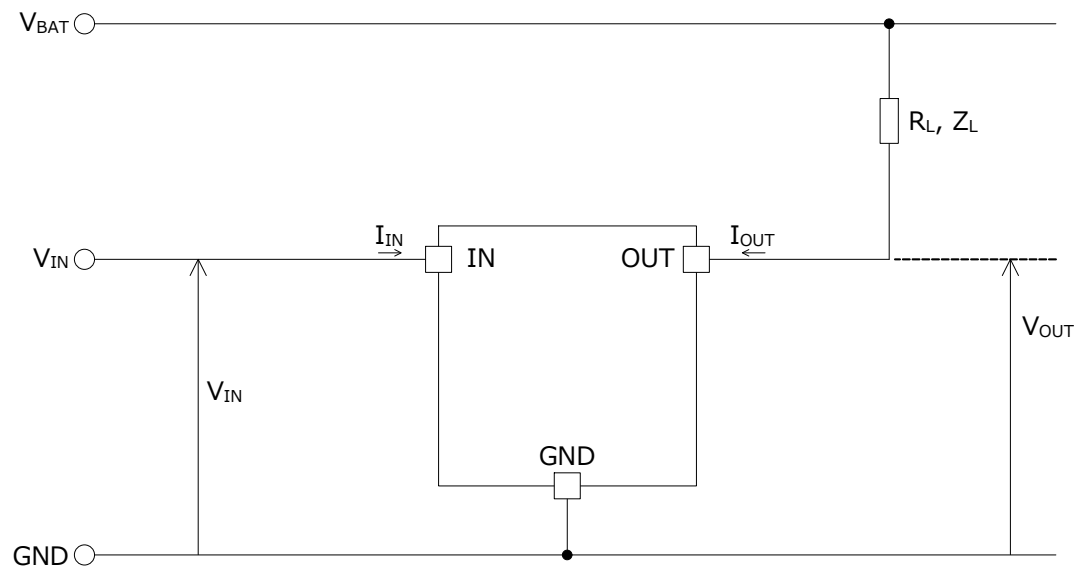 VBAT
RL, ZL
VIN
IIN
IN
OUT
IOUT
VOUT
VIN
GND
GND